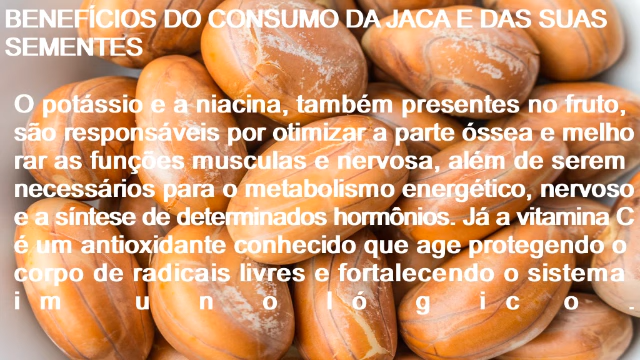 BENEFÍCIOS DO CONSUMO DA JACA E DAS SUAS
SEMENTES
O potássio e a niacina, também presentes no fruto,
são responsáveis por otimizar a parte óssea e melho
rar as funções musculas e nervosa, além de serem
necessários para o metabolismo energético, nervoso
e a síntese de determinados hormônios. Já a vitamina C
é um antioxidante conhecido que age protegendo o
corpo de radicais livres e fortalecendo o sistema
imunológico.